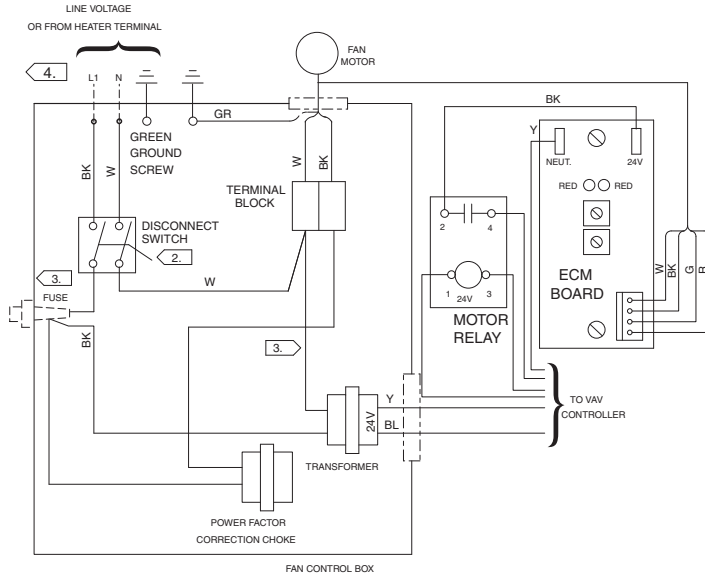 LINE VOLTAGE
OR FROM HEATER TERMINAL
4.
L1
N
FAN
MOTOR
GR
GREEN
GROUND
SCREW
BK
W
W
BK
TERMINAL
BLOCK
DISCONNECT
SWITCH
2.
3.
FUSE
W
BK
3.
BK
Y
NEUT.
24V
RED
RED
2
4
1
24V
3
MOTOR
RELAY
ECM
BOARD
W
BK
G
R
TO VAV
CONTROLLER
Y
24V
BL
TRANSFORMER
POWER FACTOR
CORRECTION CHOKE
FAN CONTROL BOX